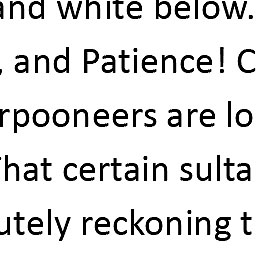 and white below.
, and Patience! C
rpooneers are lo
hat certain sulta
utely reckoning t